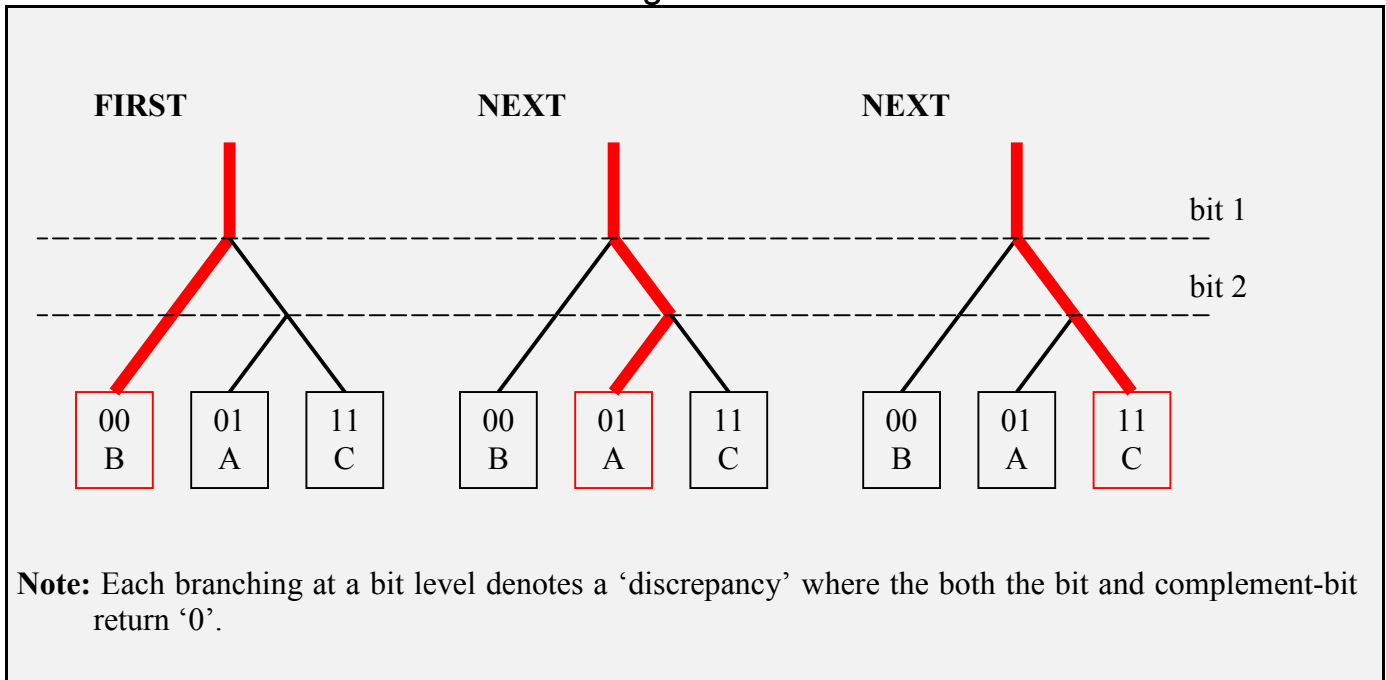 FIRST NEXT NEXT
bit 1
bit 2
00 01 11 00 01 11 00 01 11
B A C B A C B A C
Note: Each branching at a bit level denotes a ‘discrepancy’ where the both the bit and complement-bit
return ‘0’.